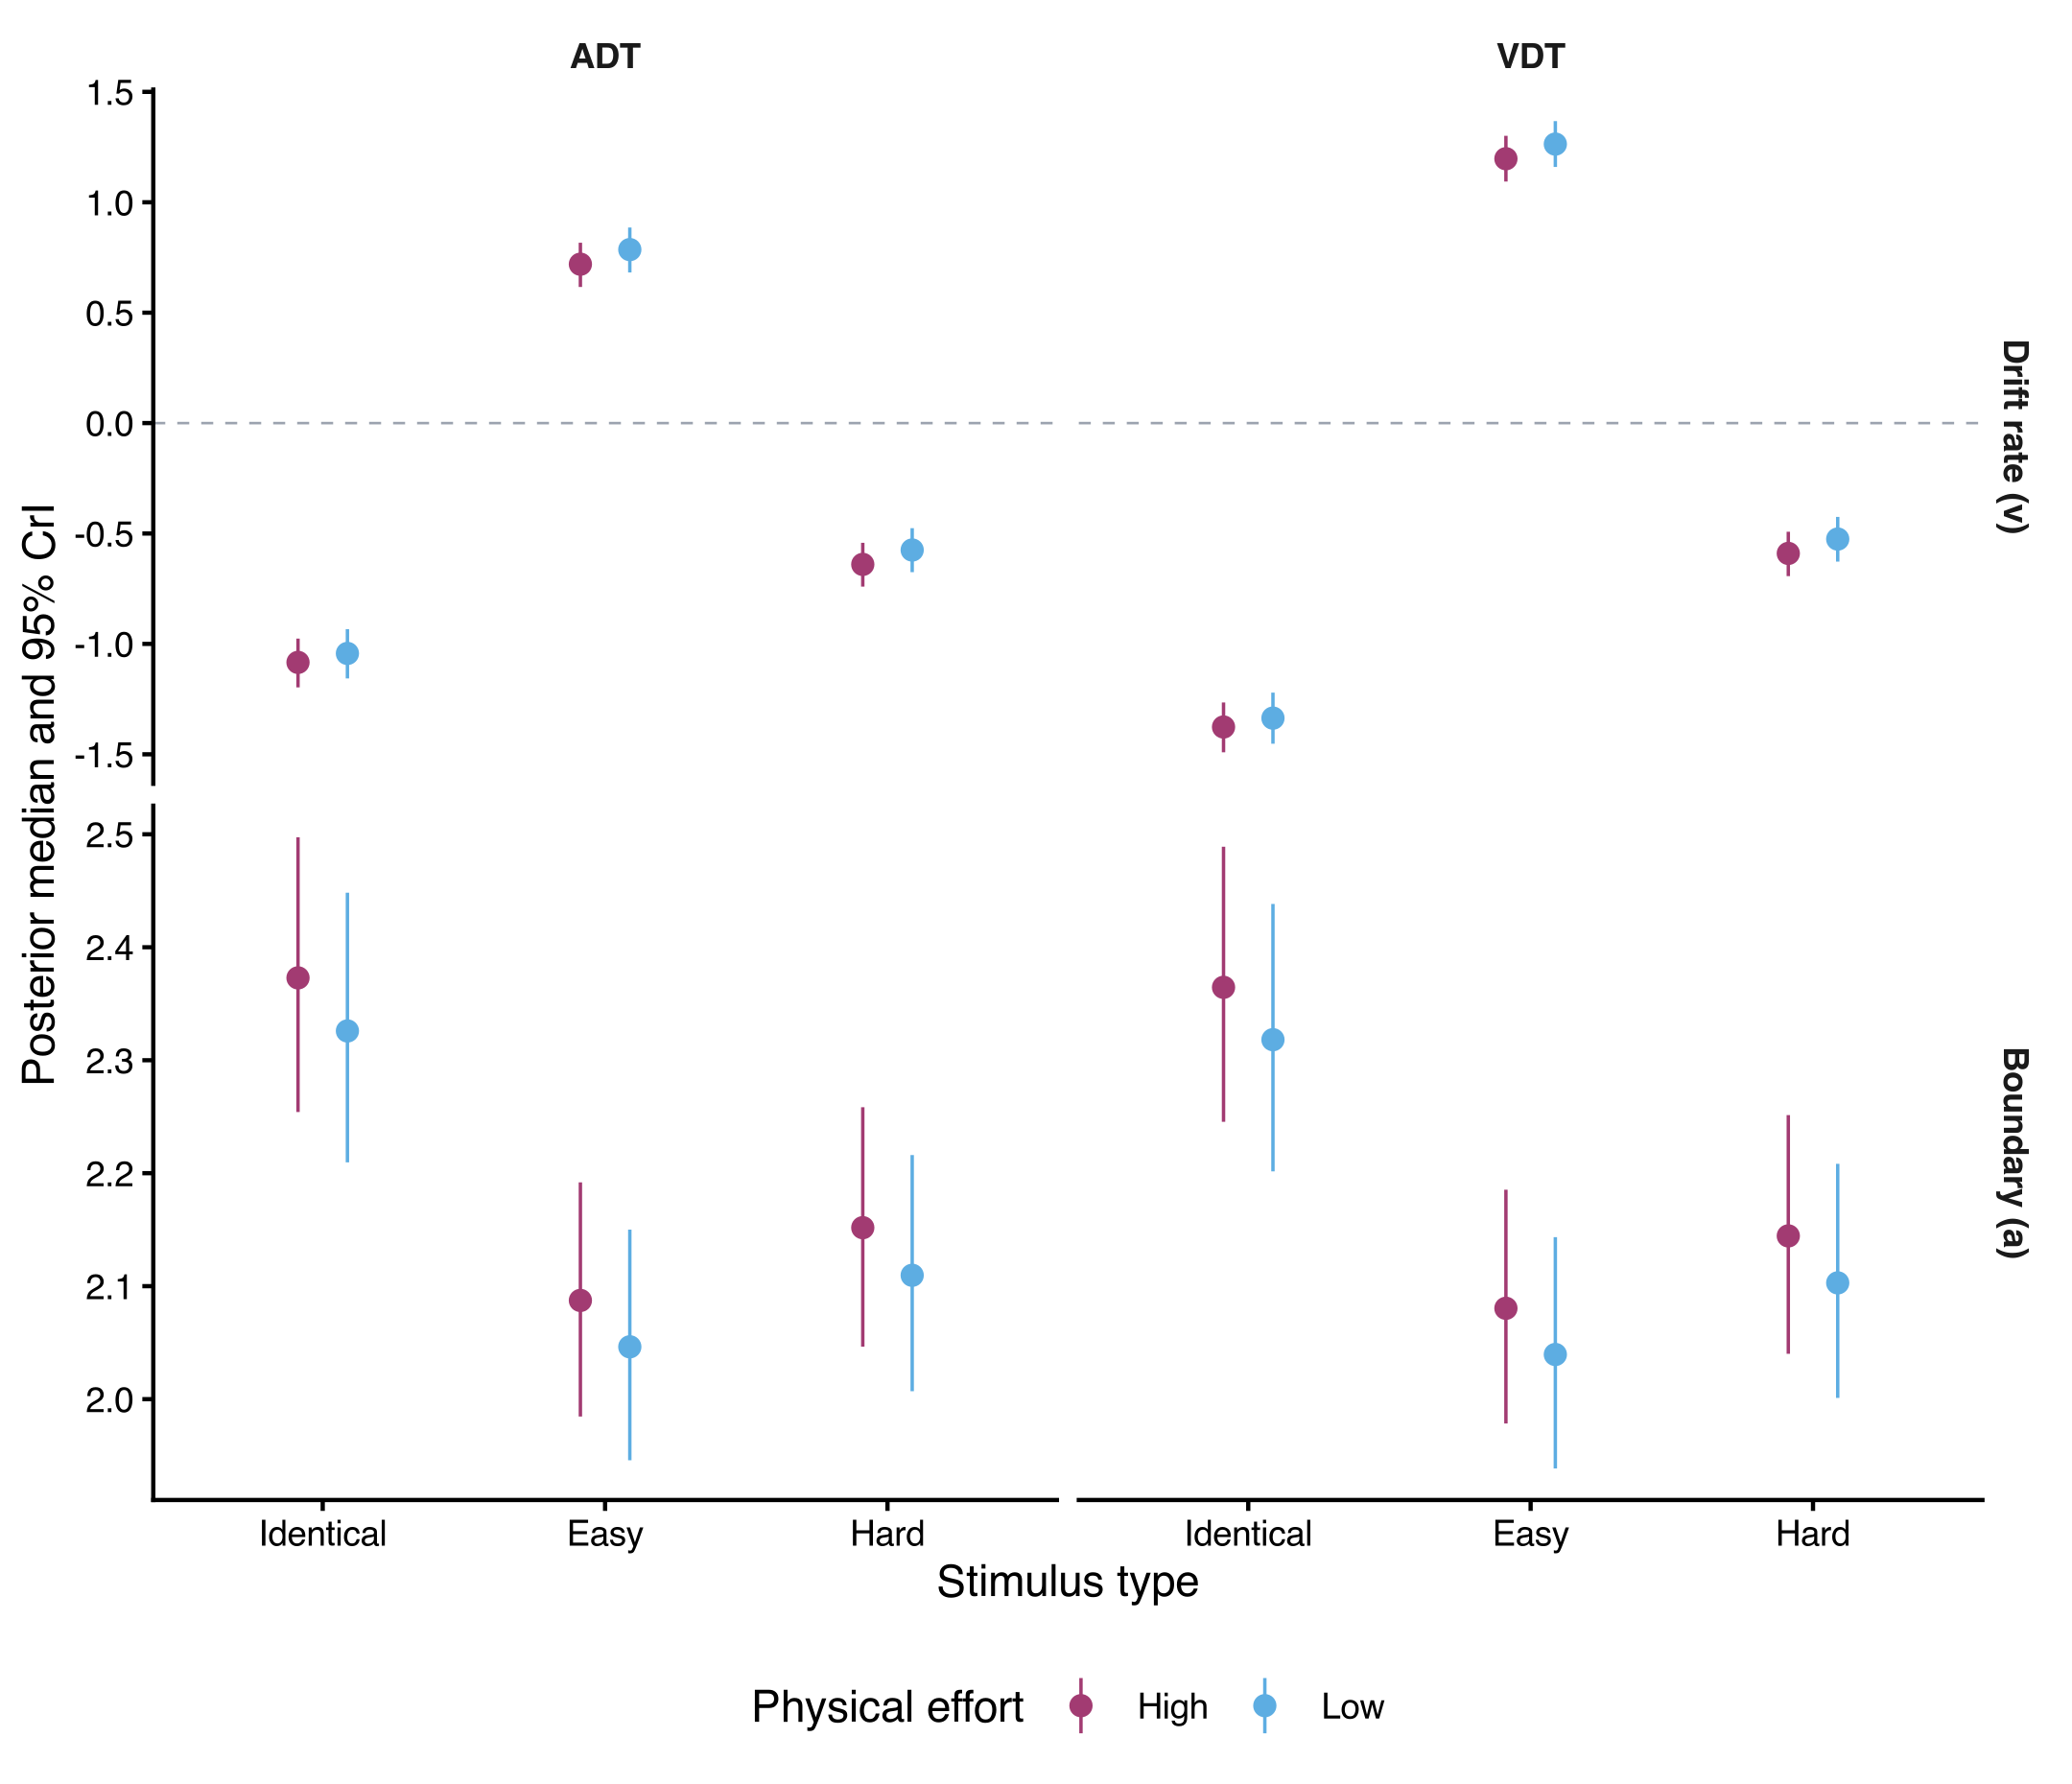 ADT
VDT
1.5
1.0
0.5
0.0
-0.5
-1.0
-1.5
Drift rate (v)
Posterior median and 95% CrI
2.5
2.4
2.3
2.2
2.1
2.0
Boundary (a)
Identical
Easy
Hard
Identical
Easy
Hard
Stimulus type
Physical effort
High
Low